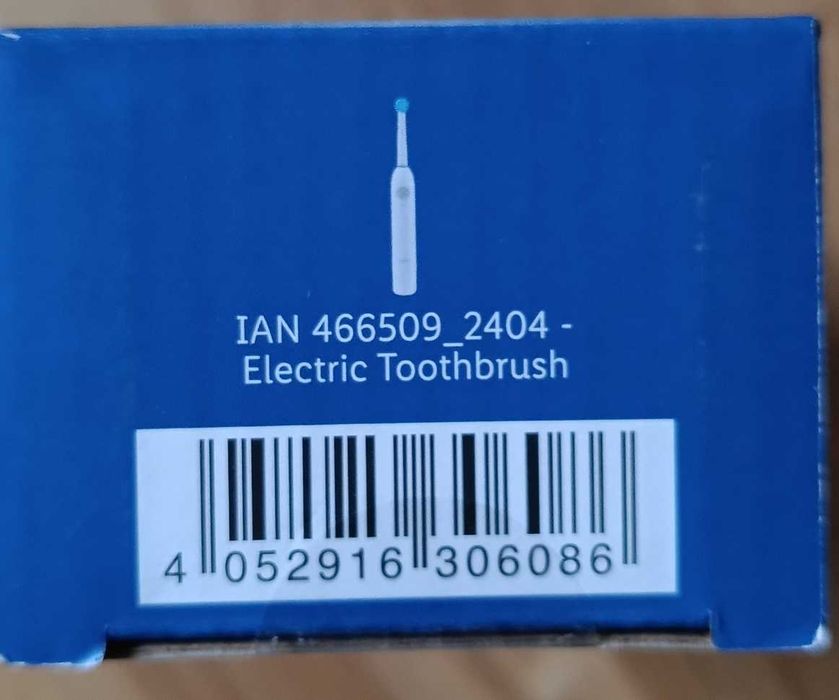 IAN 466509_2404 -
Electric Toothbrush
4 052916 306086